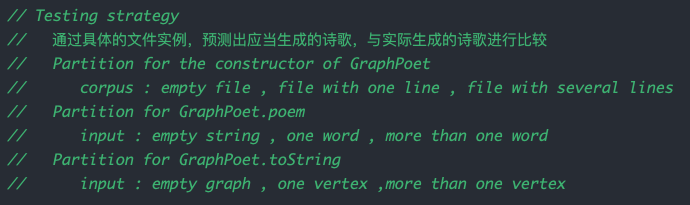 // Testing strategy
//   通过具体的文件实例，预测出应当生成的诗歌，与实际生成的诗歌进行比较
//   Partition for the constructor of GraphPoet
//      corpus : empty file , file with one line , file with several lines
//   Partition for GraphPoet.poem
//      input : empty string , one word , more than one word
//   Partition for GraphPoet.toString
//      input : empty graph , one vertex ,more than one vertex